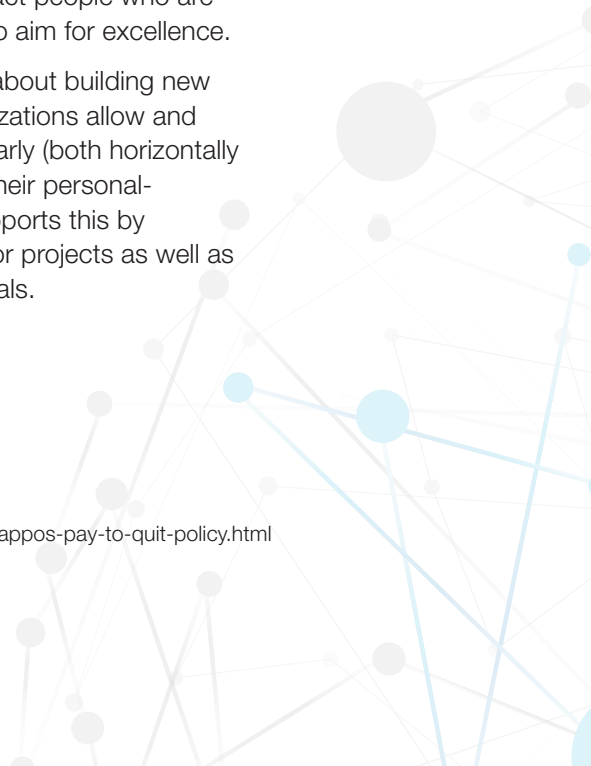 people who are
o aim for excellence.
about building new
zations allow and
arly (both horizontally
heir personal-
ports this by
or projects as well as
als.
appos-pay-to-quit-policy.html